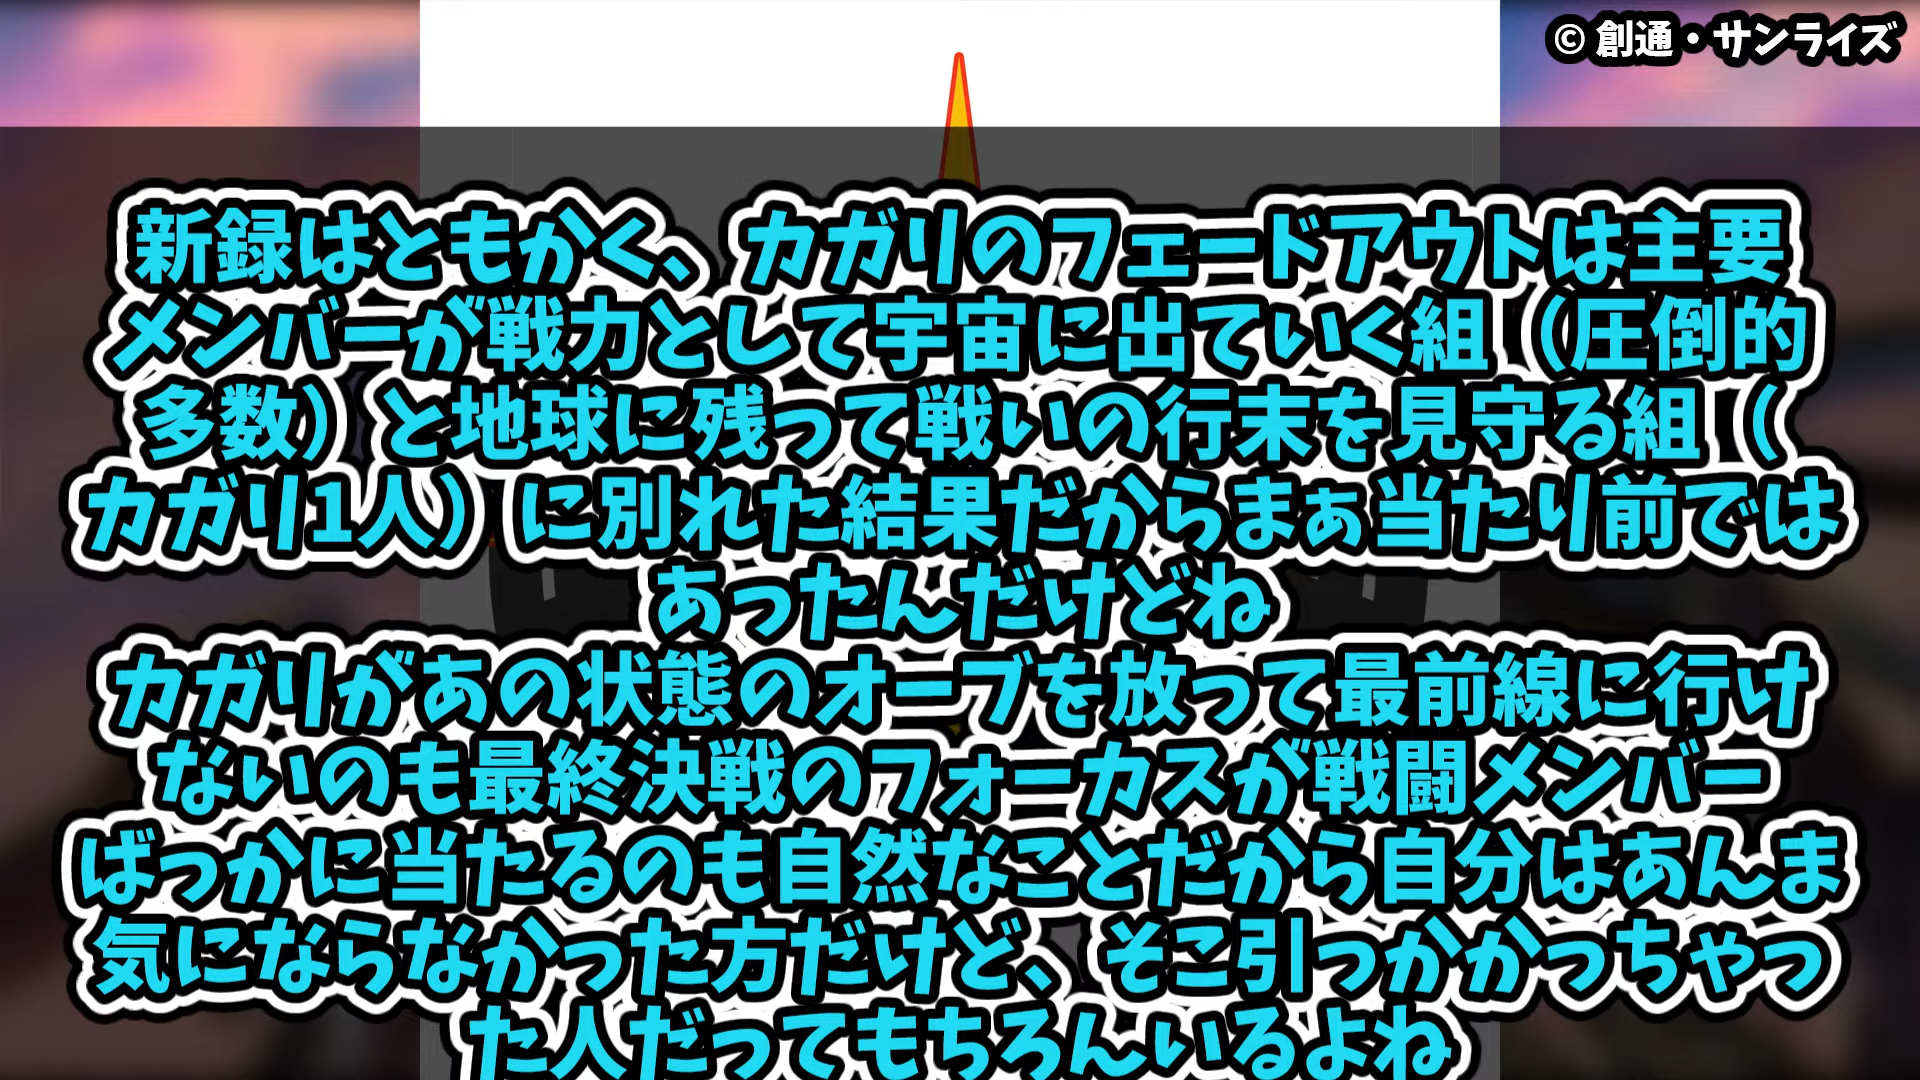 © 創通・サンライズ
新録はともかく、カガリのフェードアウトは主要
メンバーが戦力として宇宙に出ていく組（圧倒的
多数）と地球に残って戦いの行末を見守る組（
カガリ1人）に別れた結果だからまぁ当たり前では
あったんだけどね
カガリがあの状態のオーブを放って最前線に行け
ないのも最終決戦のフォーカスが戦闘メンバー
ばっかに当たるのも自然なことだから自分はあんま
気にならなかった方だけど、そこ引っかかっちゃっ
た人だってもちろんいるよね